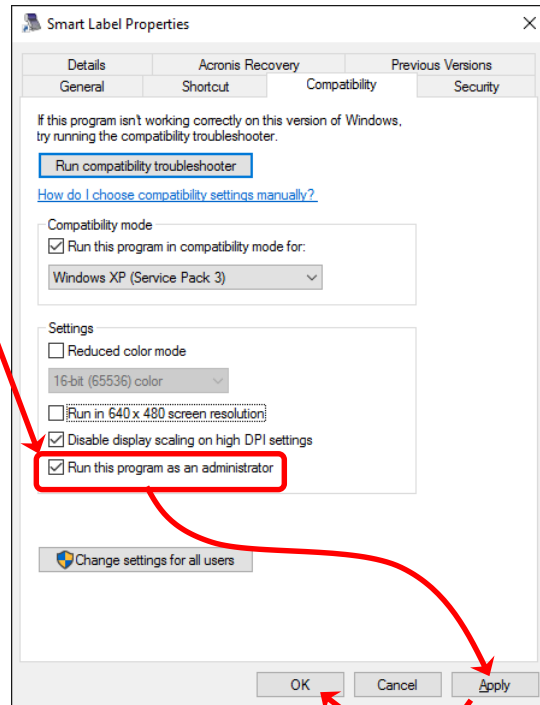 Smart Label Properties
Details Acronis Recovery Previous Versions
General Shortcut Compatibility Security
If this program isn't working correctly on this version of Windows,
try running the compatibility troubleshooter.
Run compatibility troubleshooter
How do I choose compatibility settings manually?
Compatibility mode
Run this program in compatibility mode for:
Windows XP (Service Pack 3)
Settings
Reduced color mode
16-bit (65536) color
Run in 640 x 480 screen resolution
Disable display scaling on high DPI settings
Run this program as an administrator
Change settings for all users
OK Cancel Apply